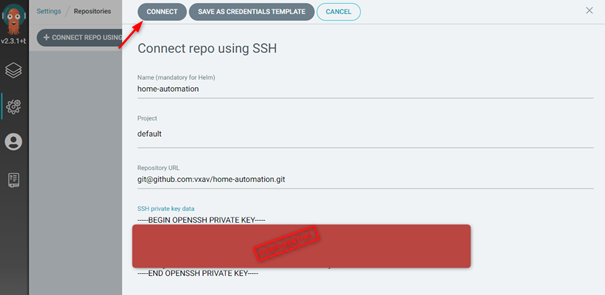 CONNECT
SAVE AS CREDENTIALS TEMPLATE
CANCEL
Settings / Repositories
v2.3.1+t
+ CONNECT REPO USING
Connect repo using SSH
Name (mandatory for Helm)
home-automation
Project
default
Repository URL
git@github.com:vxav/home-automation.git
SSH private key data
-----BEGIN OPENSSH PRIVATE KEY-----
-----END OPENSSH PRIVATE KEY-----